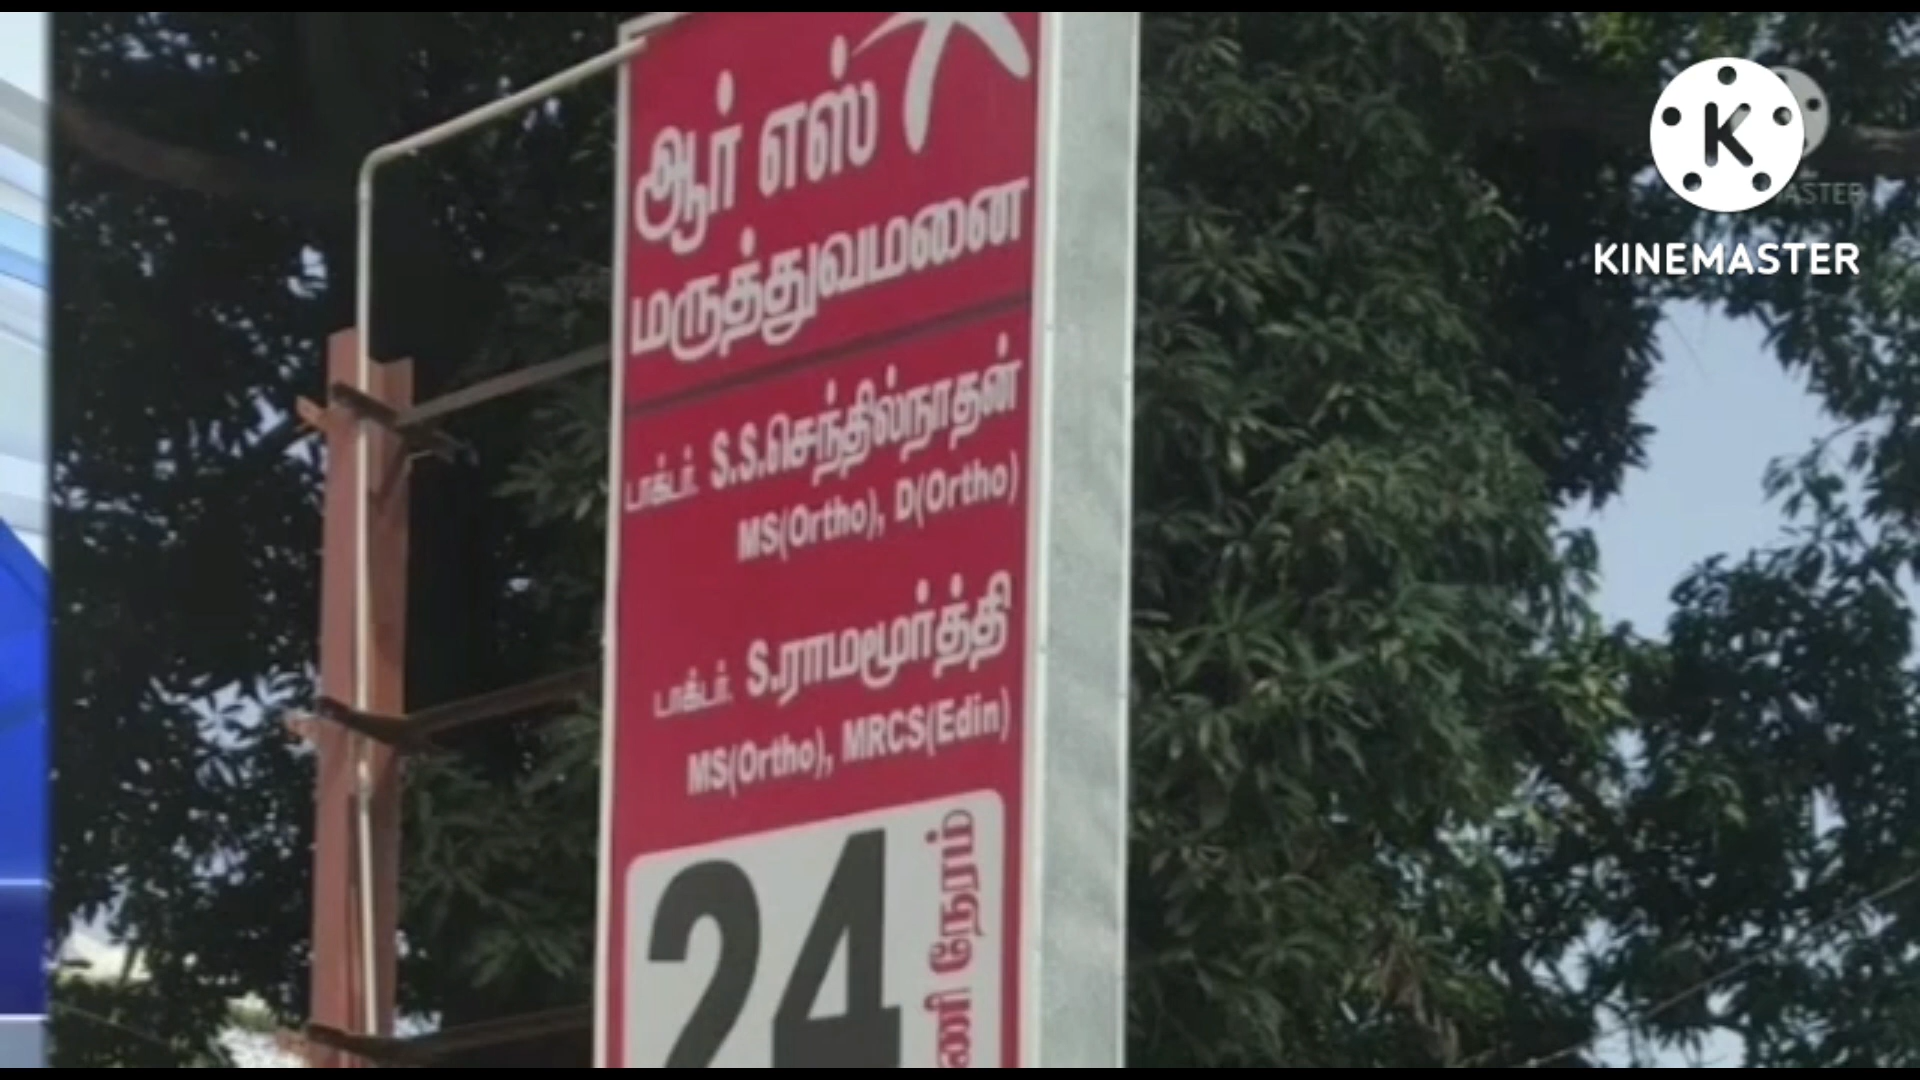 ஆர் எஸ்
மருத்துவமனை
டாக்டர். S.S.செந்தில்நாதன்
MS(Ortho), D(Ortho)
டாக்டர். S.ராமமூர்த்தி
MS(Ortho), MRCS(Edin)
24
நேரம்
KINEMASTER